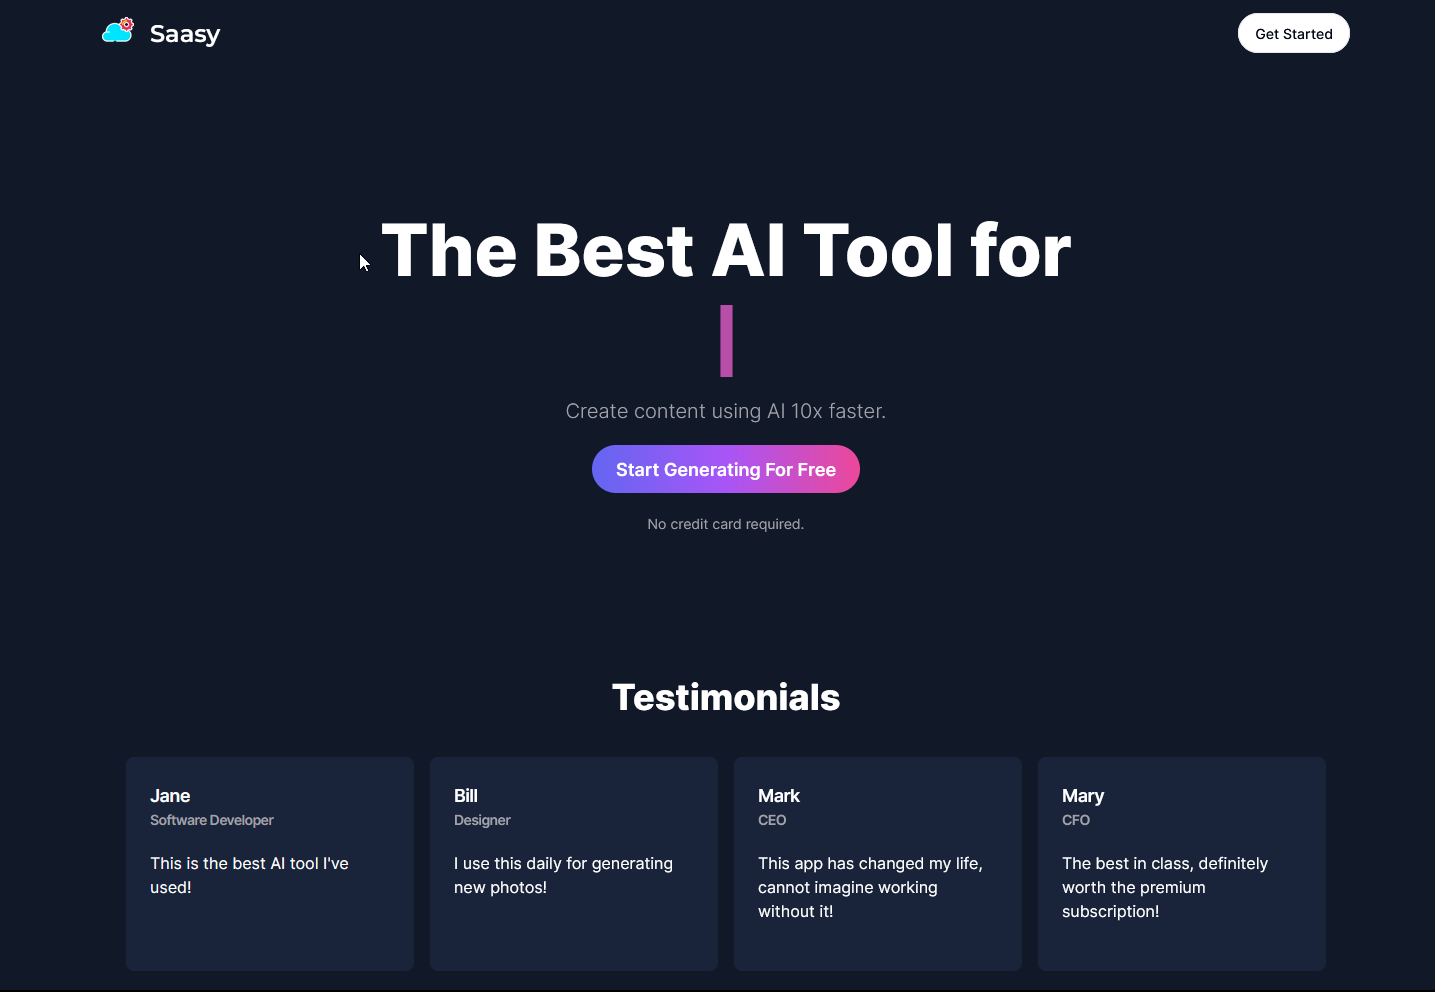 Saasy
Get Started
The Best AI Tool for
Create content using AI 10x faster.
Start Generating For Free
No credit card required.
Testimonials
Jane
Software Developer
This is the best AI tool I've
used!
Bill
Designer
I use this daily for generating
new photos!
Mark
CEO
This app has changed my life,
cannot imagine working
without it!
Mary
CFO
The best in class, definitely
worth the premium
subscription!